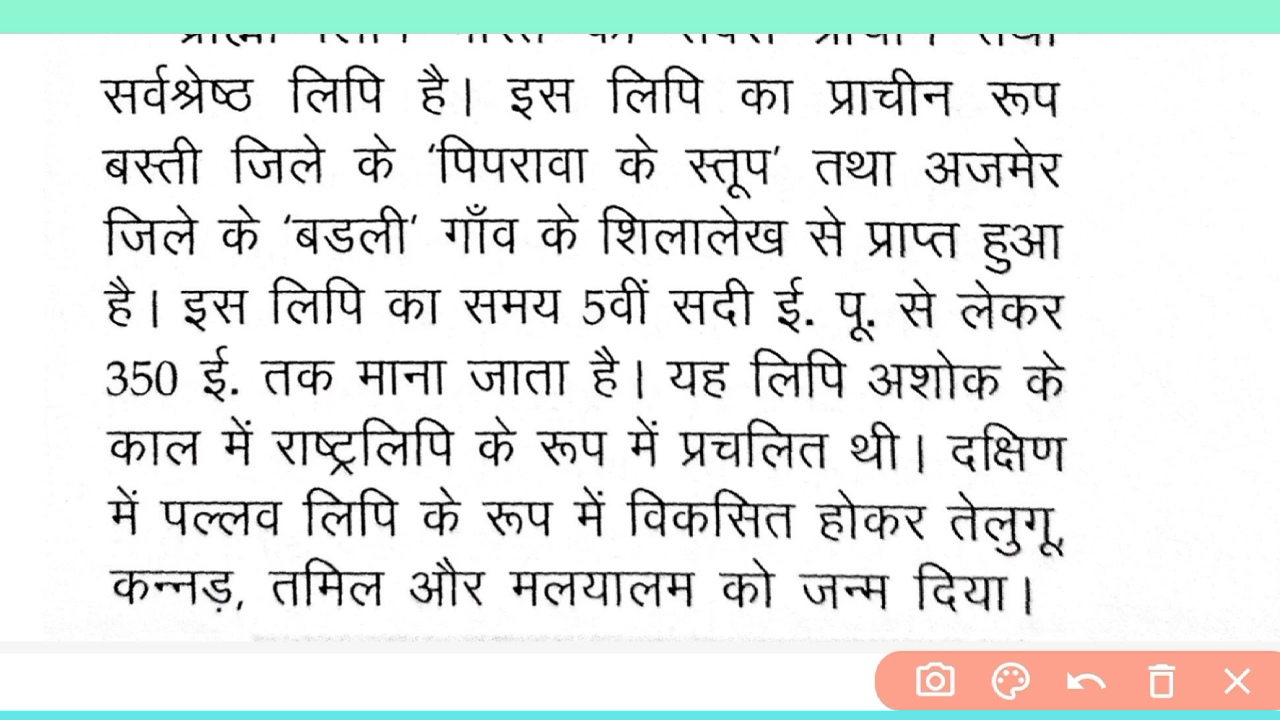 सर्वश्रेष्ठ लिपि है। इस लिपि का प्राचीन रूप
बस्ती जिले के ‘पिपरावा के स्तूप’ तथा अजमेर
जिले के ‘बडली’ गाँव के शिलालेख से प्राप्त हुआ
है। इस लिपि का समय 5वीं सदी ई. पू. से लेकर
350 ई. तक माना जाता है। यह लिपि अशोक के
काल में राष्ट्रलिपि के रूप में प्रचलित थी। दक्षिण
में पल्लव लिपि के रूप में विकसित होकर तेलुगू,
कन्नड़, तमिल और मलयालम को जन्म दिया।